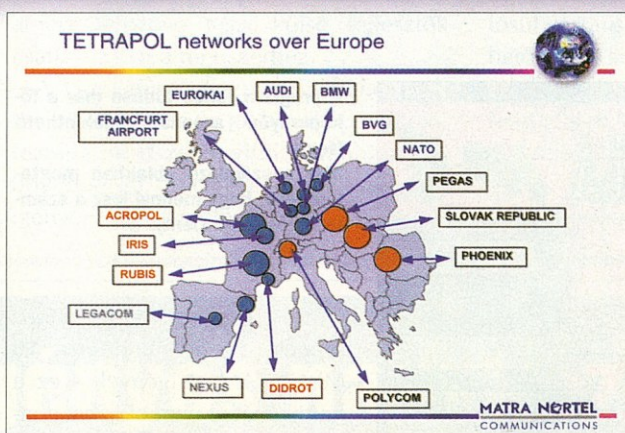 TETRAPOL networks over Europe
EUROKAI
AUDI
BMW
FRANCFURT
AIRPORT
BVG
NATO
PEGAS
ACROPOL
SLOVAK REPUBLIC
IRIS
PHOENIX
RUBIS
LEGACOM
NEXUS
DIDROT
POLYCOM
MATRA NORTEL
COMMUNICATIONS